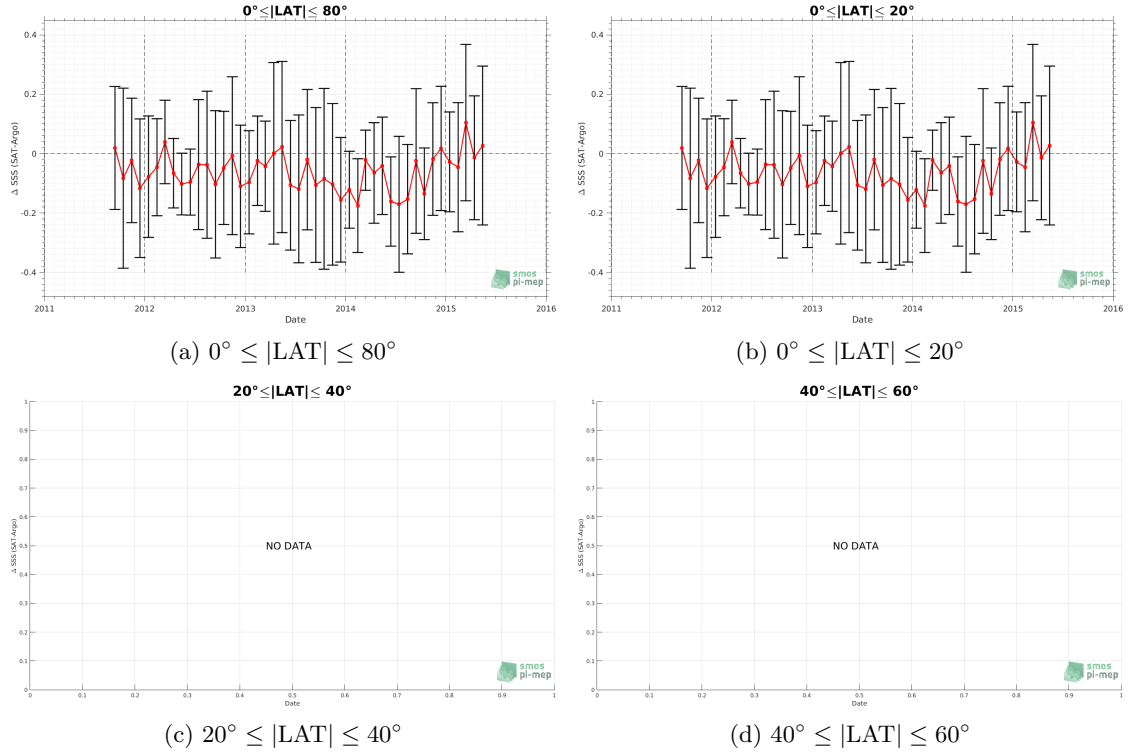 0°≤|LAT|≤ 80°
0.4
0.2
0
-0.2
-0.4
Δ SSS (SAT-Argo)
2011 2012 2013 2014 2015 2016
Date
smos
pi-mep
(a) 0° ≤ |LAT| ≤ 80°
0°≤|LAT|≤ 20°
0.4
0.2
0
-0.2
-0.4
Δ SSS (SAT-Argo)
2011 2012 2013 2014 2015 2016
Date
smos
pi-mep
(b) 0° ≤ |LAT| ≤ 20°
20°≤|LAT|≤ 40°
1
0.9
0.8
0.7
0.6
0.5
0.4
0.3
0.2
0.1
0
Δ SSS (SAT-Argo)
NO DATA
0 0.1 0.2 0.3 0.4 0.5 0.6 0.7 0.8 0.9 1
Date
smos
pi-mep
(c) 20° ≤ |LAT| ≤ 40°
40°≤|LAT|≤ 60°
1
0.9
0.8
0.7
0.6
0.5
0.4
0.3
0.2
0.1
0
Δ SSS (SAT-Argo)
NO DATA
0 0.1 0.2 0.3 0.4 0.5 0.6 0.7 0.8 0.9 1
Date
smos
pi-mep
(d) 40° ≤ |LAT| ≤ 60°